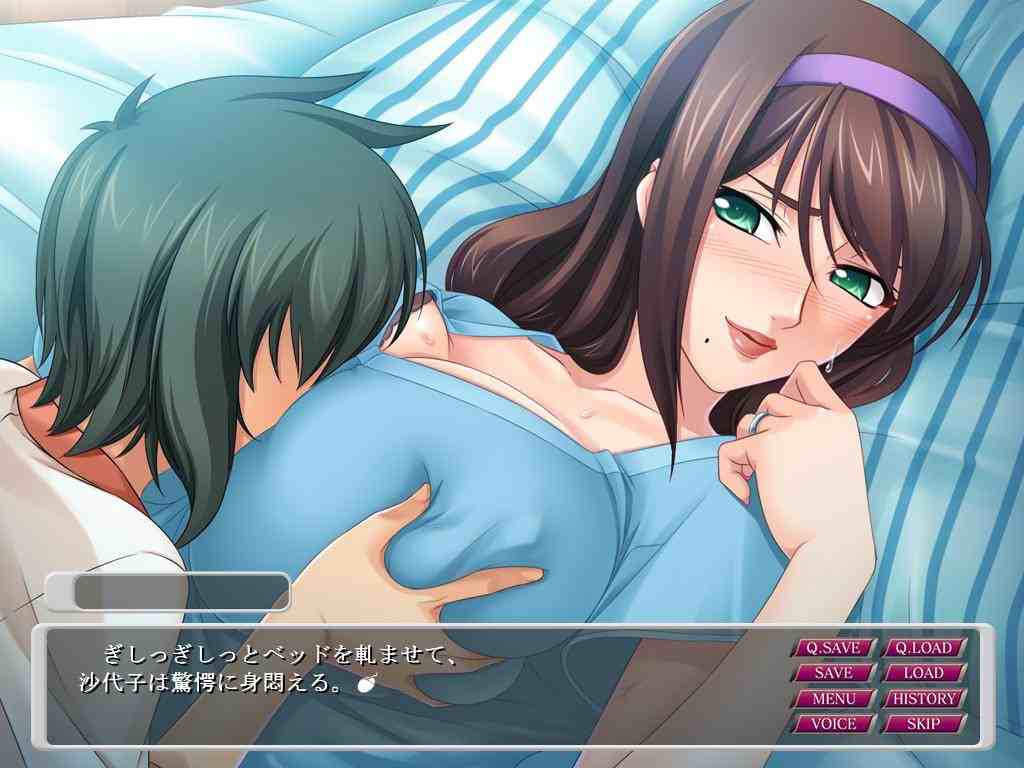 ぎしっぎしっとベッドを軋ませて、
沙代子は驚愕に身悶える。
Q.SAVE Q.LOAD
SAVE LOAD
MENU HISTORY
VOICE SKIP